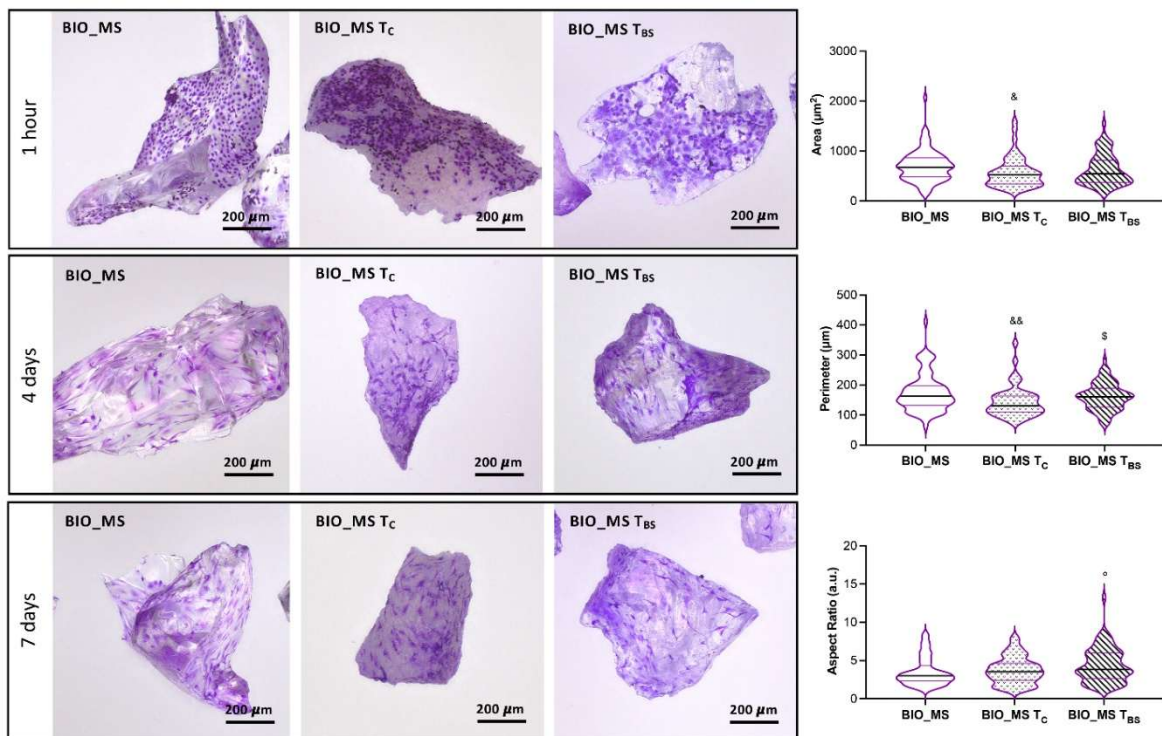 1 hour
BIO_MS
200 µm
BIO_MS T_C
200 µm
BIO_MS T_BS
200 µm
4 days
BIO_MS
200 µm
BIO_MS T_C
200 µm
BIO_MS T_BS
200 µm
7 days
BIO_MS
200 µm
BIO_MS T_C
200 µm
BIO_MS T_BS
200 µm
Area (µm²)
3000
2000
1000
0
&
BIO_MS
BIO_MS T_C
BIO_MS T_BS
Perimeter (µm)
500
400
300
200
100
0
&&
$
BIO_MS
BIO_MS T_C
BIO_MS T_BS
Aspect Ratio (a.u.)
20
15
10
5
0
°
BIO_MS
BIO_MS T_C
BIO_MS T_BS